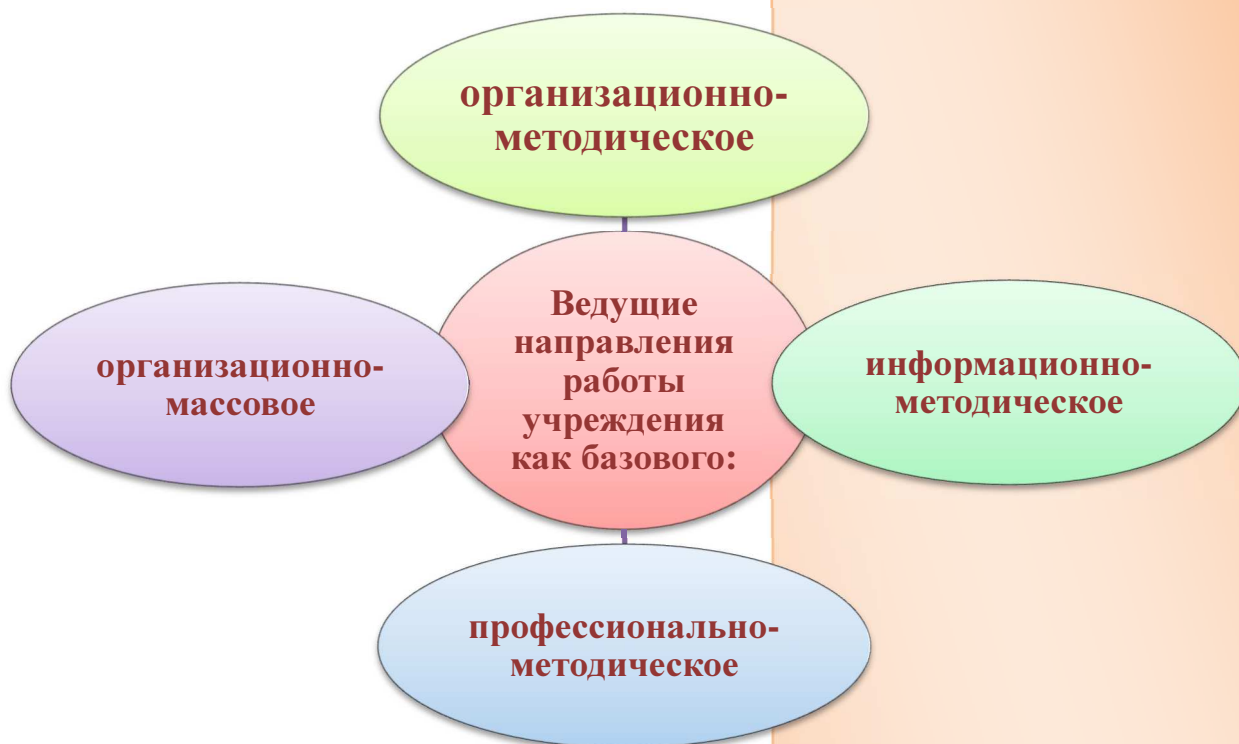 организационно-
методическое
Ведущие
направления
работы
учреждения
как базового:
организационно-
массовое
информационно-
методическое
профессионально-
методическое